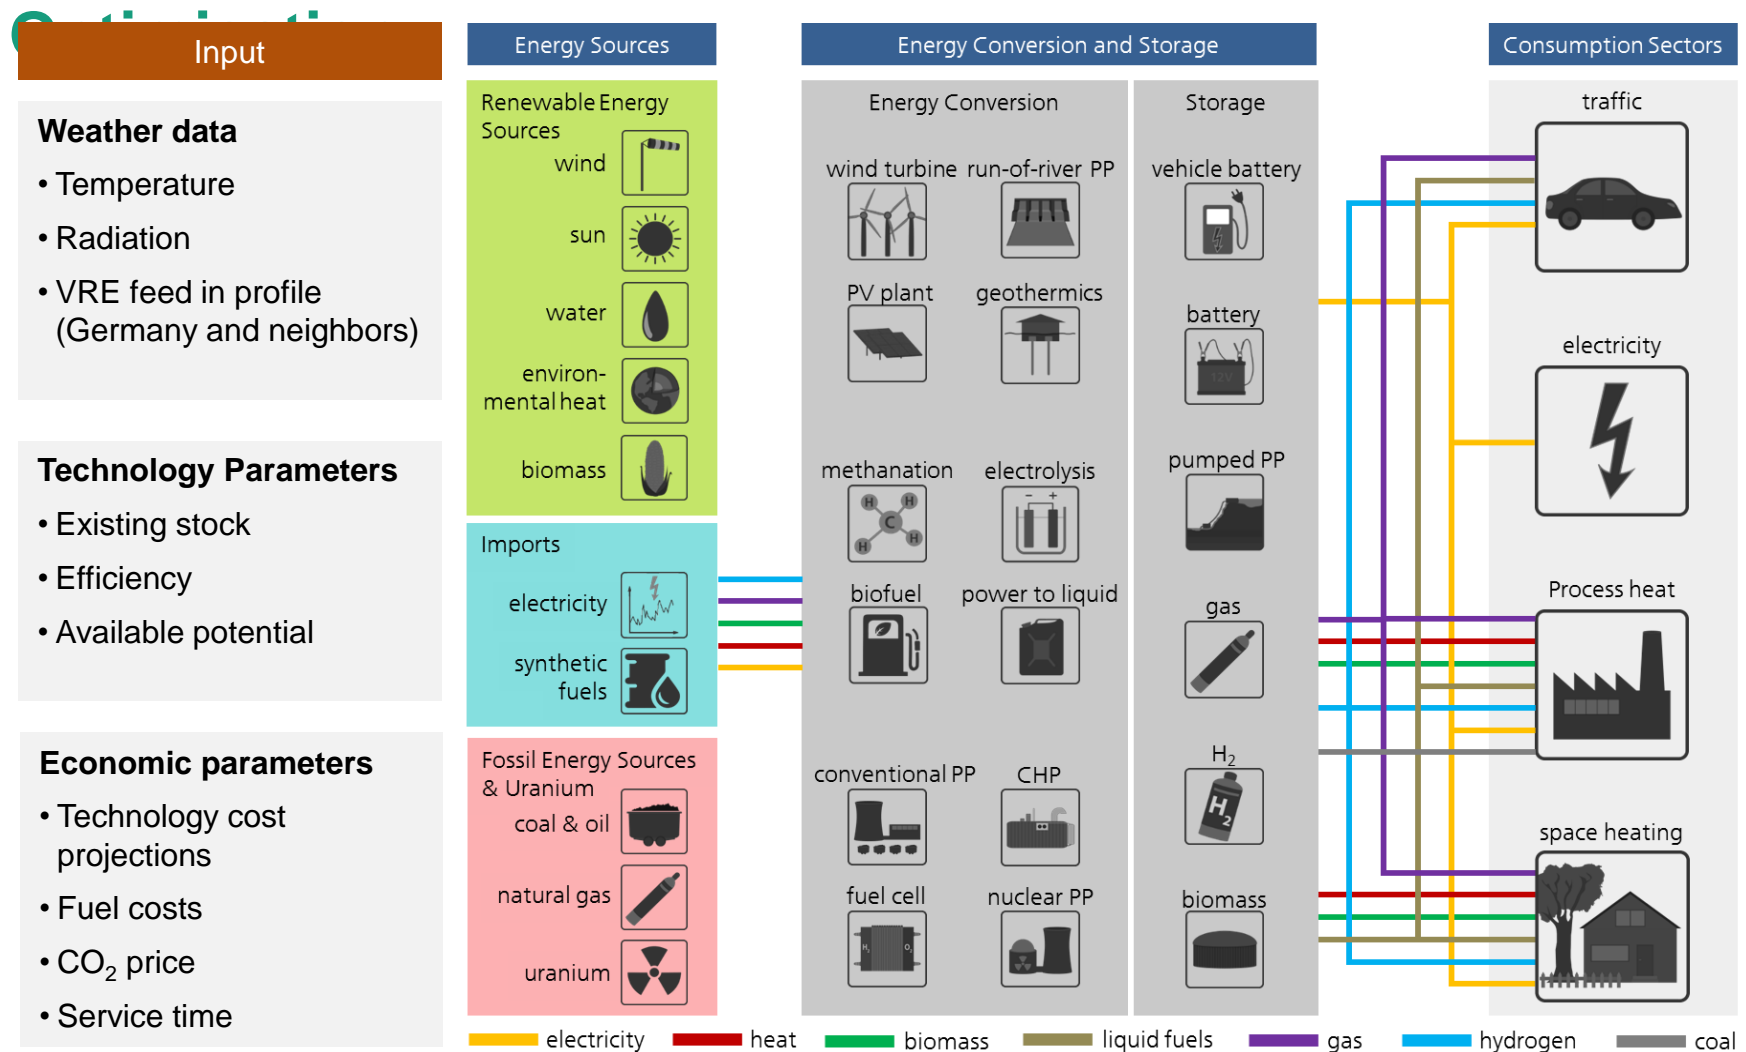 Input
Weather data
• Temperature
• Radiation
• VRE feed in profile
(Germany and neighbors)
Technology Parameters
• Existing stock
• Efficiency
• Available potential
Economic parameters
• Technology cost
projections
• Fuel costs
• CO₂ price
• Service time
Energy Sources
Renewable Energy
Sources
wind
sun
water
environ-
mental heat
biomass
Imports
electricity
synthetic
fuels
Fossil Energy Sources
& Uranium
coal & oil
natural gas
uranium
Energy Conversion and Storage
Energy Conversion
wind turbine
run-of-river PP
PV plant
geothermics
methanation
electrolysis
H
H
C
H
H
− +
biofuel
power to liquid
conventional PP
CHP
fuel cell
nuclear PP
H₂
O₂
Storage
vehicle battery
battery
12V
pumped PP
gas
H₂
H₂
biomass
Consumption Sectors
traffic
electricity
Process heat
space heating
electricity
heat
biomass
liquid fuels
gas
hydrogen
coal